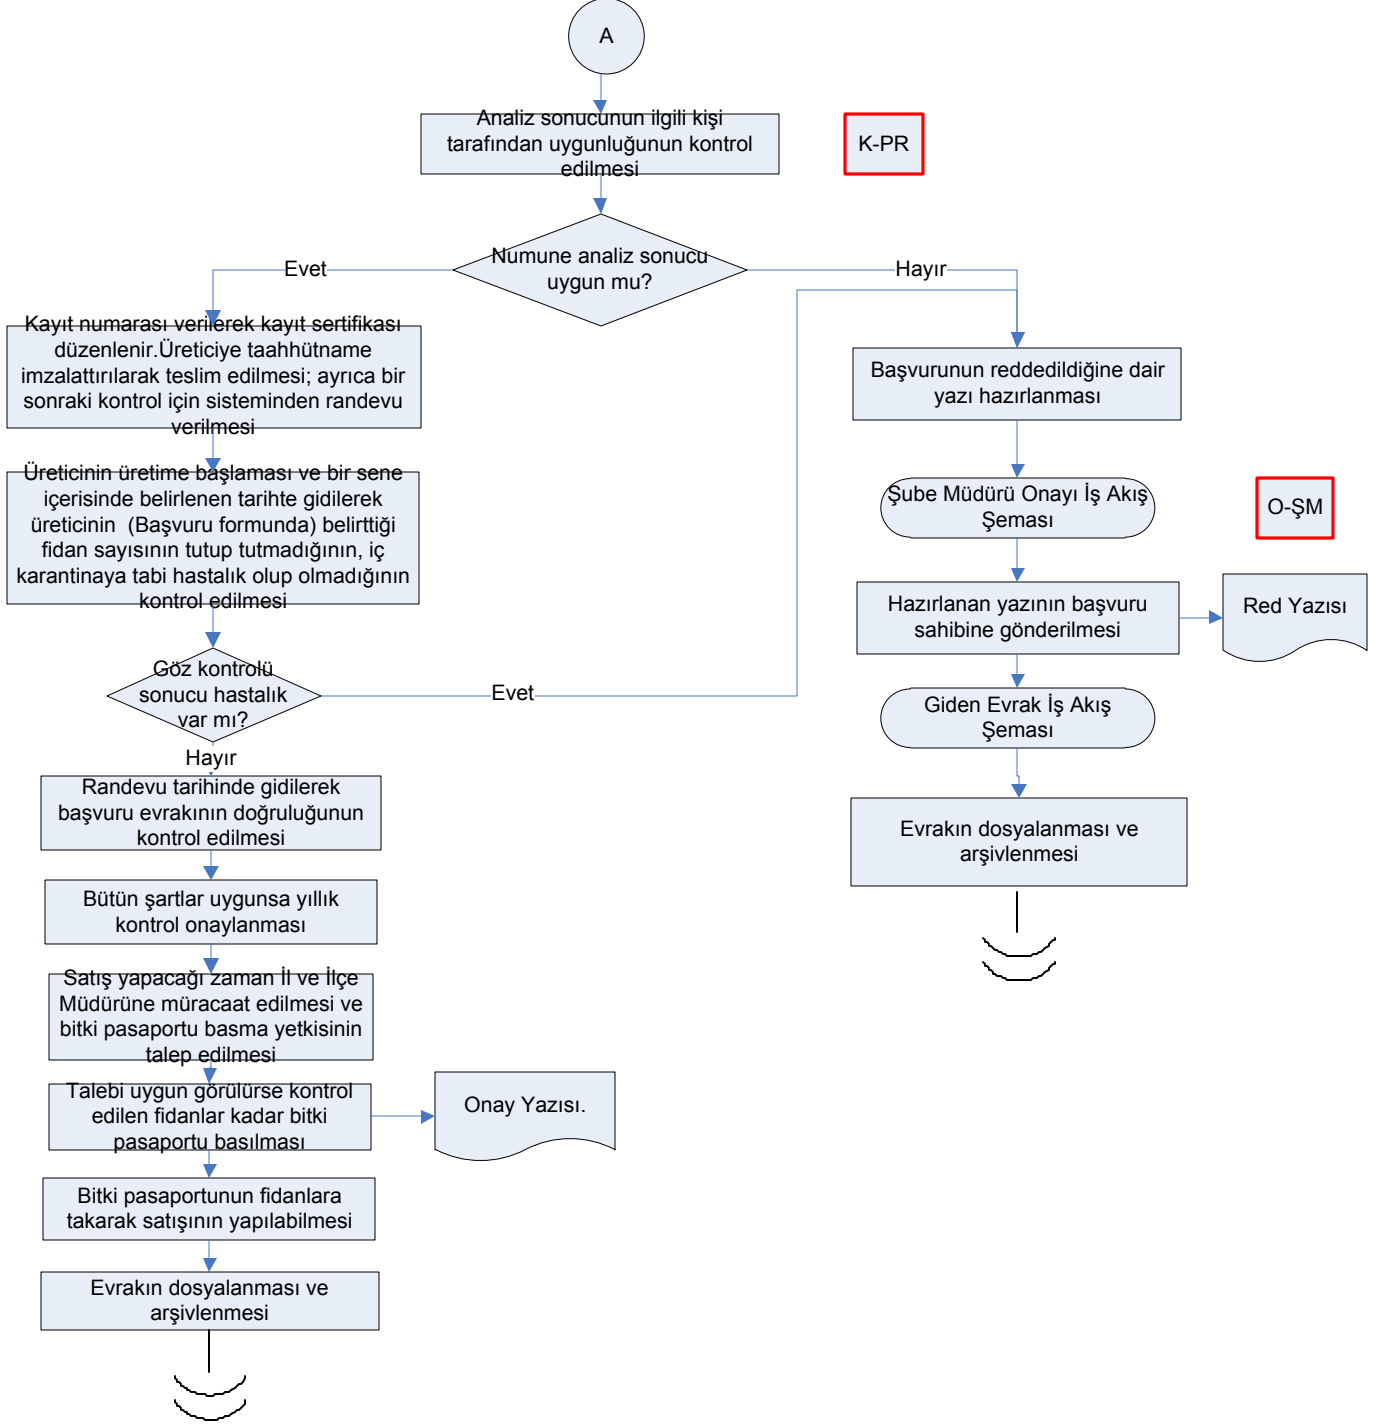 A
Analiz sonucunun ilgili kişi
tarafından uygunluğunun kontrol
edilmesi
K-PR
Numune analiz sonucu
uygun mu?
Evet
Hayır
Kayıt numarası verilerek kayıt sertifikası
düzenlenir.Üreticiye taahhütname
imzalattırılarak teslim edilmesi; ayrıca bir
sonraki kontrol için sisteminden randevu
verilmesi
Başvurunun reddedildiğine dair
yazı hazırlanması
Üreticinin üretime başlaması ve bir sene
içerisinde belirlenen tarihte gidilerek
üreticinin  (Başvuru formunda) belirttiği
fidan sayısının tutup tutmadığının, iç
karantinaya tabi hastalık olup olmadığının
kontrol edilmesi
Şube Müdürü Onayı İş Akış
Şeması
O-ŞM
Hazırlanan yazının başvuru
sahibine gönderilmesi
Red Yazısı
Göz kontrolü
sonucu hastalık
var mı?
Evet
Hayır
Giden Evrak İş Akış
Şeması
Randevu tarihinde gidilerek
başvuru evrakının doğruluğunun
kontrol edilmesi
Evrakın dosyalanması ve
arşivlenmesi
Bütün şartlar uygunsa yıllık
kontrol onaylanması
Satış yapacağı zaman İl ve İlçe
Müdürüne müracaat edilmesi ve
bitki pasaportu basma yetkisinin
talep edilmesi
Talebi uygun görülürse kontrol
edilen fidanlar kadar bitki
pasaportu basılması
Onay Yazısı.
Bitki pasaportunun fidanlara
takarak satışının yapılabilmesi
Evrakın dosyalanması ve
arşivlenmesi